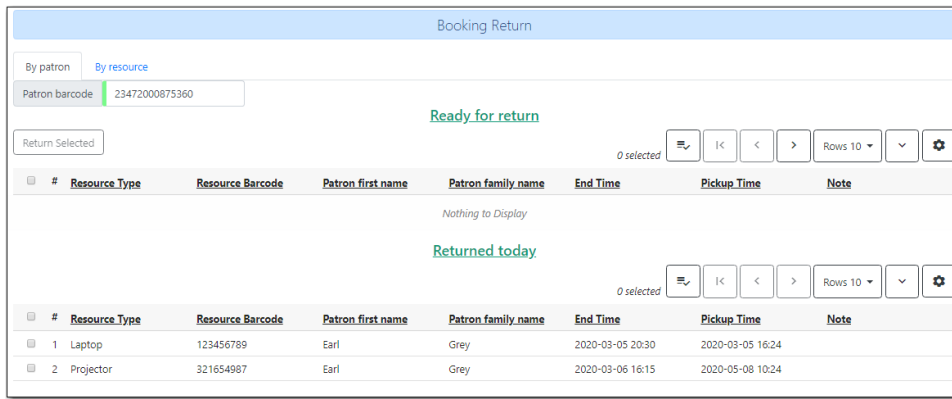 Booking Return
By patron By resource
Patron barcode 23472000875360
Ready for return
Return Selected 0 selected Rows 10
# Resource Type Resource Barcode Patron first name Patron family name End Time Pickup Time Note
Nothing to Display
Returned today
0 selected Rows 10
# Resource Type Resource Barcode Patron first name Patron family name End Time Pickup Time Note
1 Laptop 123456789 Earl Grey 2020-03-05 20:30 2020-03-05 16:24
2 Projector 321654987 Earl Grey 2020-03-06 16:15 2020-05-08 10:24